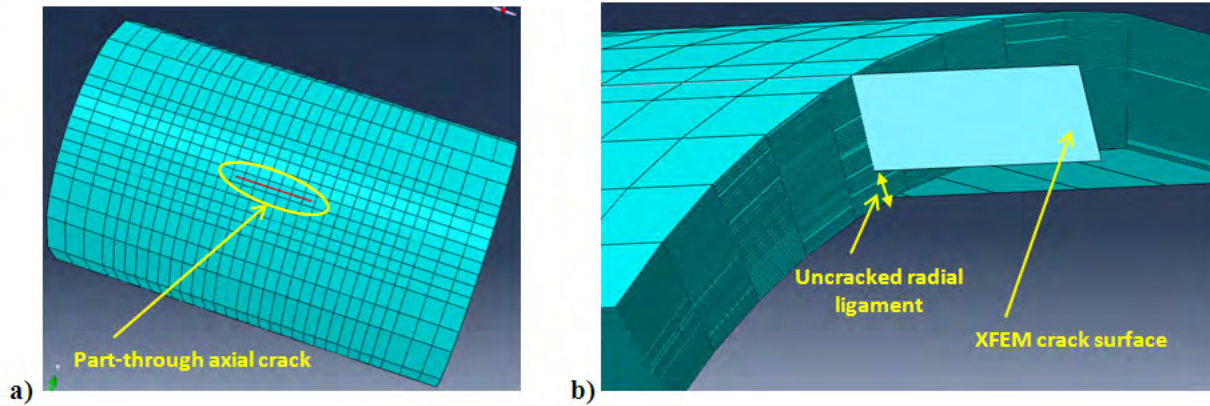 Part-through axial crack
a)
Uncracked radial
ligament
XFEM crack surface
b)